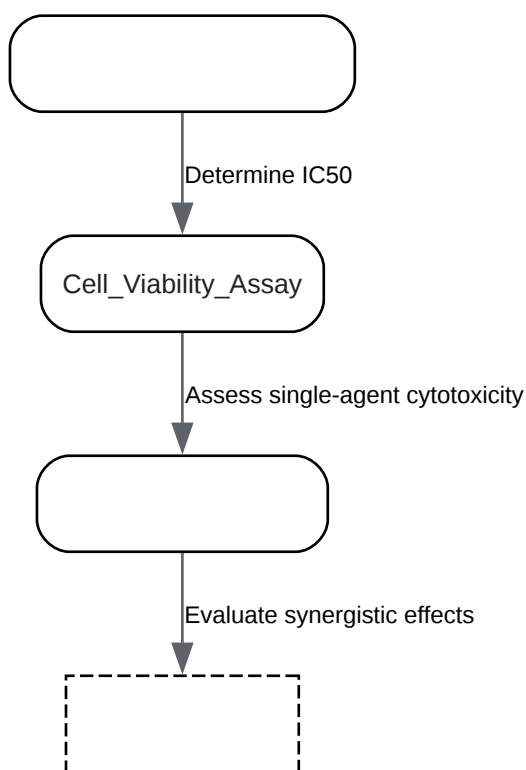 Determine IC50
Cell_Viability_Assay
Assess single-agent cytotoxicity
Evaluate synergistic effects